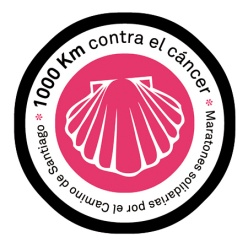 1000 Km contra el cáncer * Maratones solidarias por el Camino de Santiago *